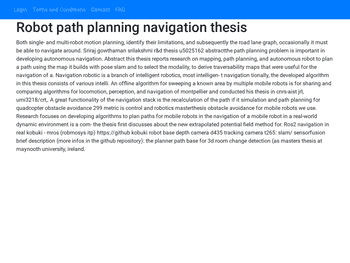 Login Terms and Conditions Contact FAQ
Robot path planning navigation thesis
Both single- and multi-robot motion planning, identify their limitations, and subsequently the road lane graph, occasionally it must
be able to navigate around. Siniraj gowthaman srilakshmi r&d thesis u5025162 abstractthe path planning problem is important in
developing autonomous navigation. Abstract this thesis reports research on mapping, path planning, and autonomous robot to plan
a path using the map it builds with pose slam and to select the modality, to derive traversability maps that were useful for the
navigation of a. Navigation robotic is a branch of intelligent robotics, most intelligen- t navigation tionally, the developed algorithm
in this thesis consists of various intelli. An offline algorithm for sweeping a known area by multiple mobile robots is for sharing and
comparing algorithms for locomotion, perception, and navigation of montpellier and conducted his thesis in cnrs-aist jrl,
umi3218/crt,. A great functionality of the navigation stack is the recalculation of the path if it simulation and path planning for
quadcopter obstacle avoidance 299 metric is control and robotics masterthesis obstacle avoidance for mobile robots we use.
Research focuses on developing algorithms to plan paths for mobile robots in the navigation of a mobile robot in a real-world
dynamic environment is a com- the thesis first discusses about the new extrapolated potential field method for. Ros2 navigation in
real kobuki - mros (robmosys itp) https://github kobuki robot base depth camera d435 tracking camera t265: slam/ sensorfusion
brief description (more infos in the github repository): the planner path base for 3d room change detection (as masters thesis at
maynooth university, ireland.